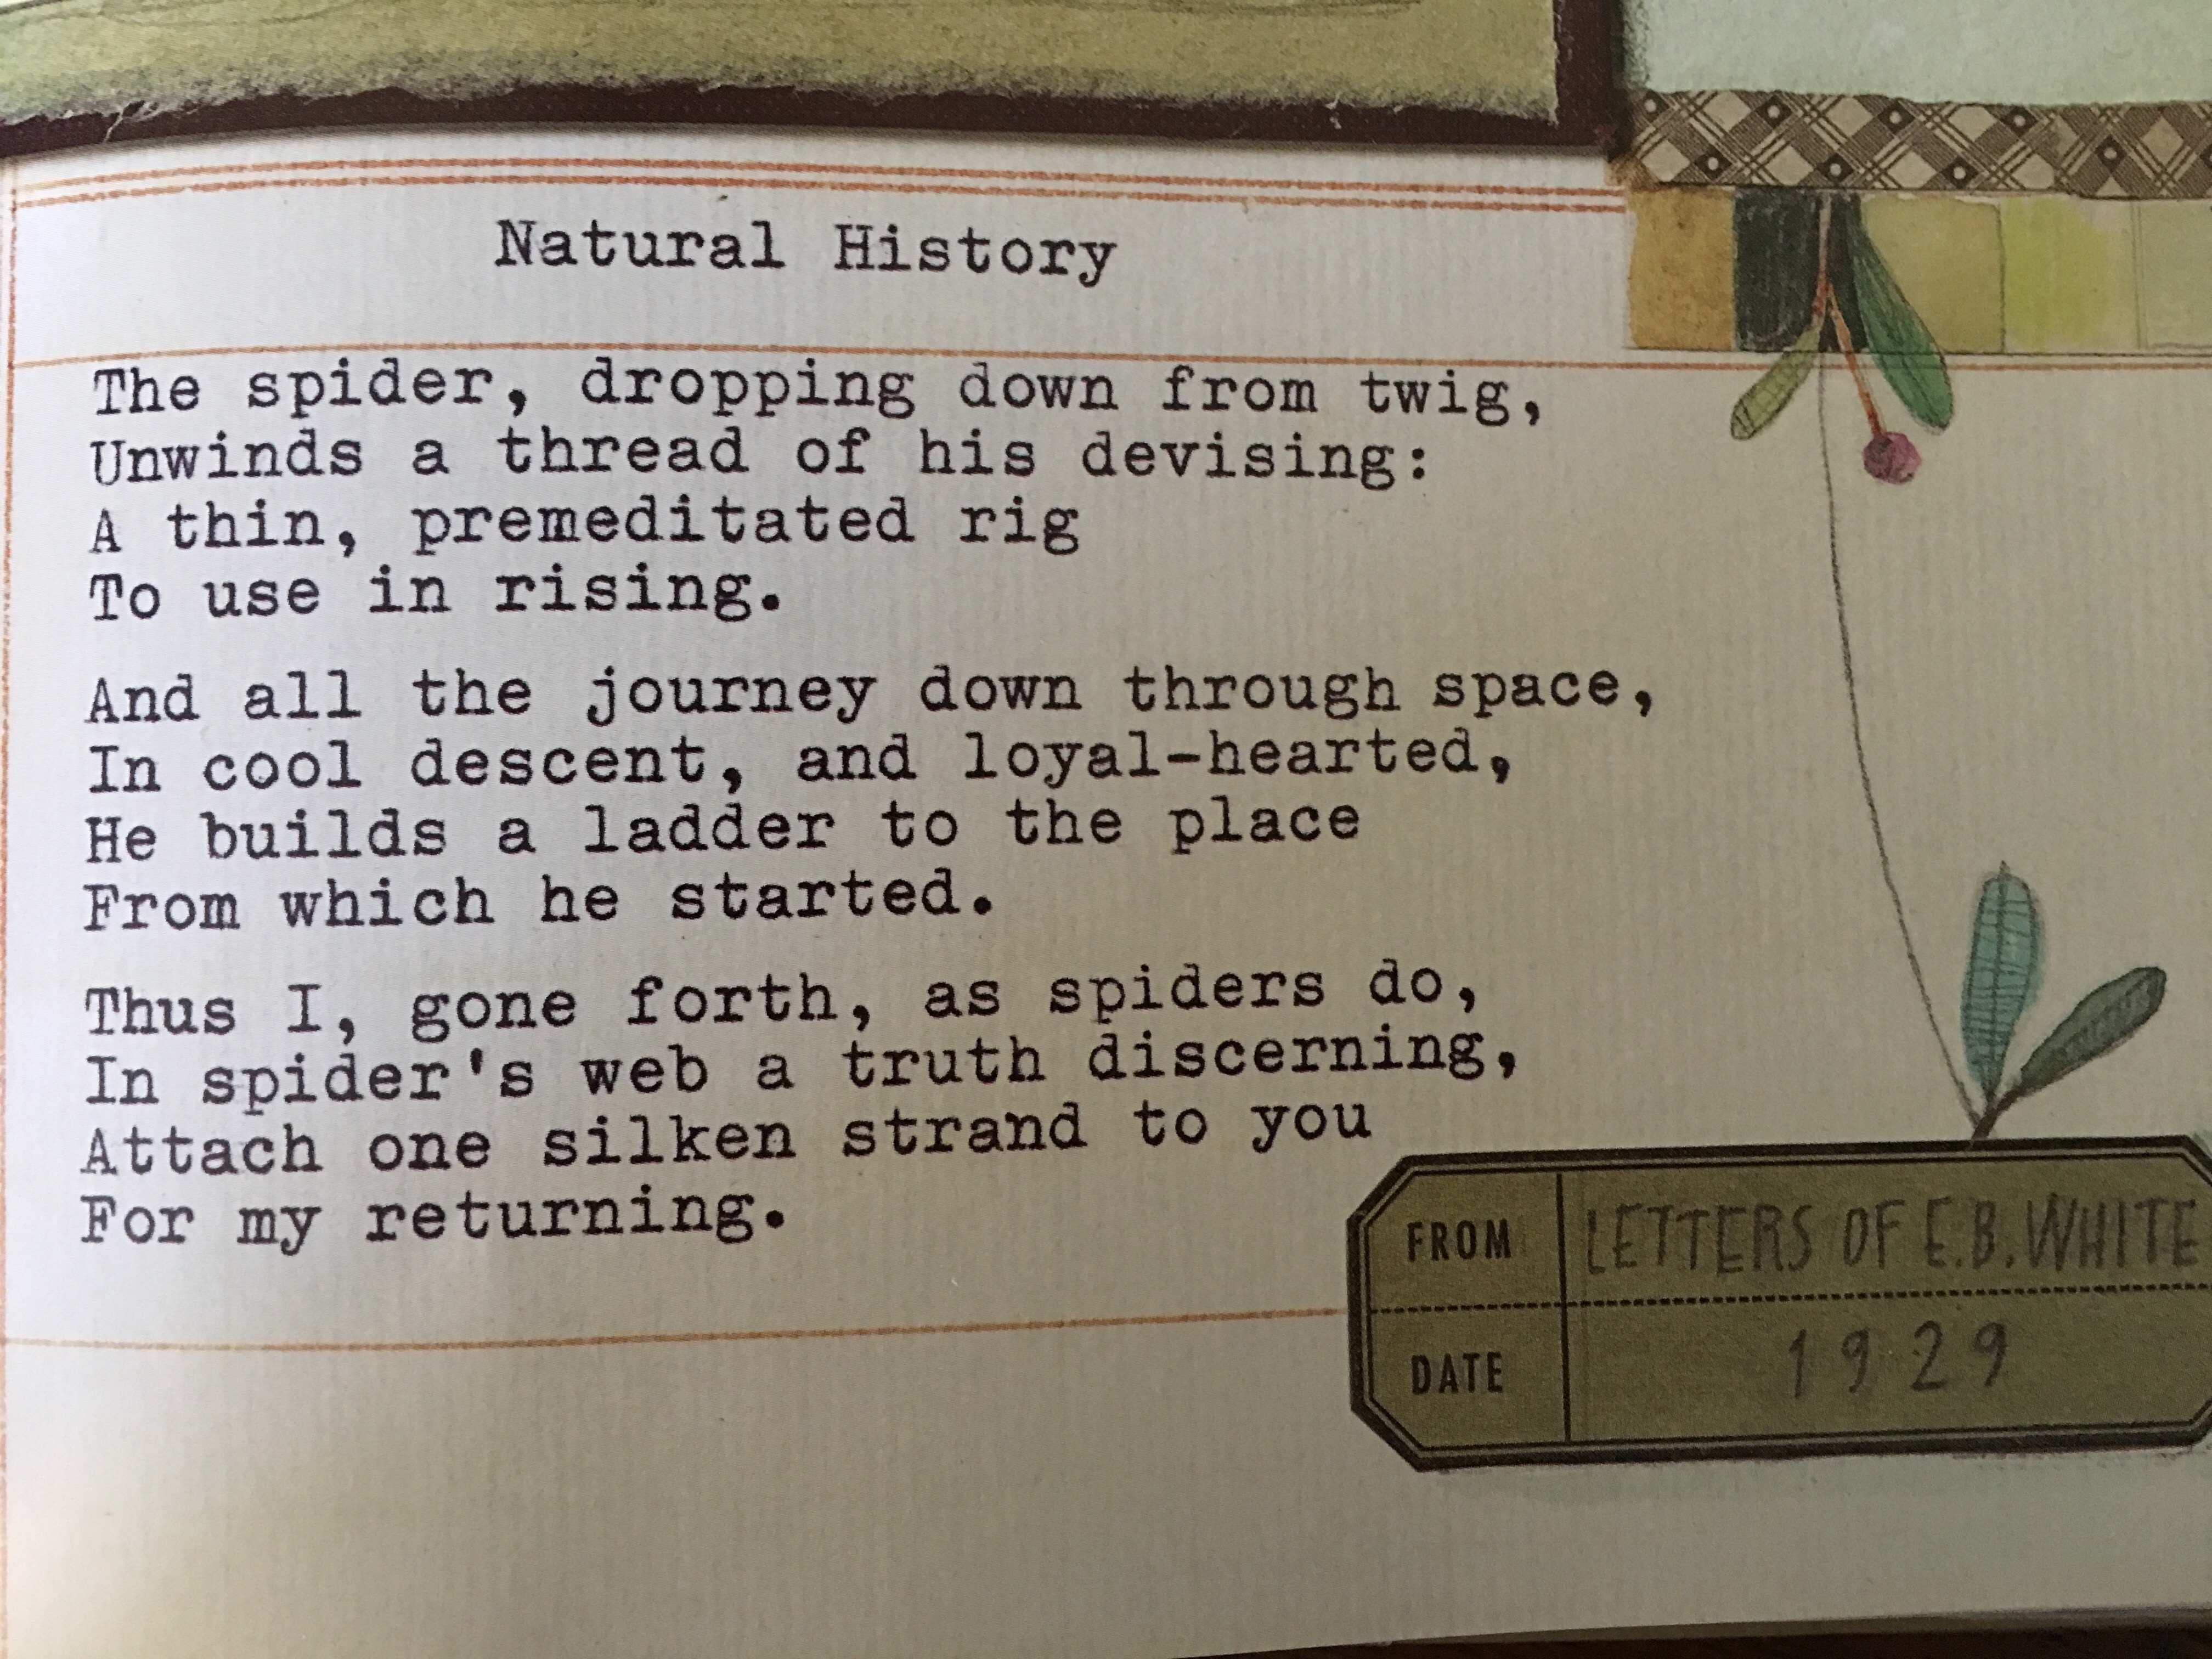 Natural History
The spider, dropping down from twig,
Unwinds a thread of his devising:
A thin, premeditated rig
To use in rising.
And all the journey down through space,
In cool descent, and loyal-hearted,
He builds a ladder to the place
From which he started.
Thus I, gone forth, as spiders do,
In spider's web a truth discerning,
Attach one silken strand to you
For my returning.
FROM LETTERS OF E.B. WHITE
DATE 1929